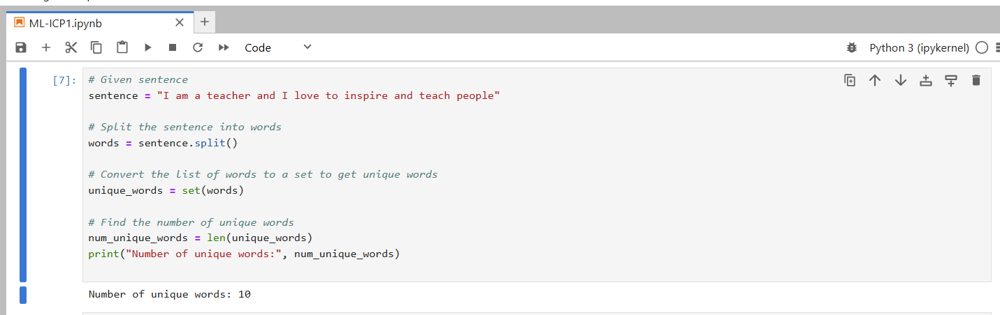 ML-ICP1.ipynb
Code
Python 3 (ipykernel)
[7]:
# Given sentence
sentence = "I am a teacher and I love to inspire and teach people"
# Split the sentence into words
words = sentence.split()
# Convert the list of words to a set to get unique words
unique_words = set(words)
# Find the number of unique words
num_unique_words = len(unique_words)
print("Number of unique words:", num_unique_words)
Number of unique words: 10